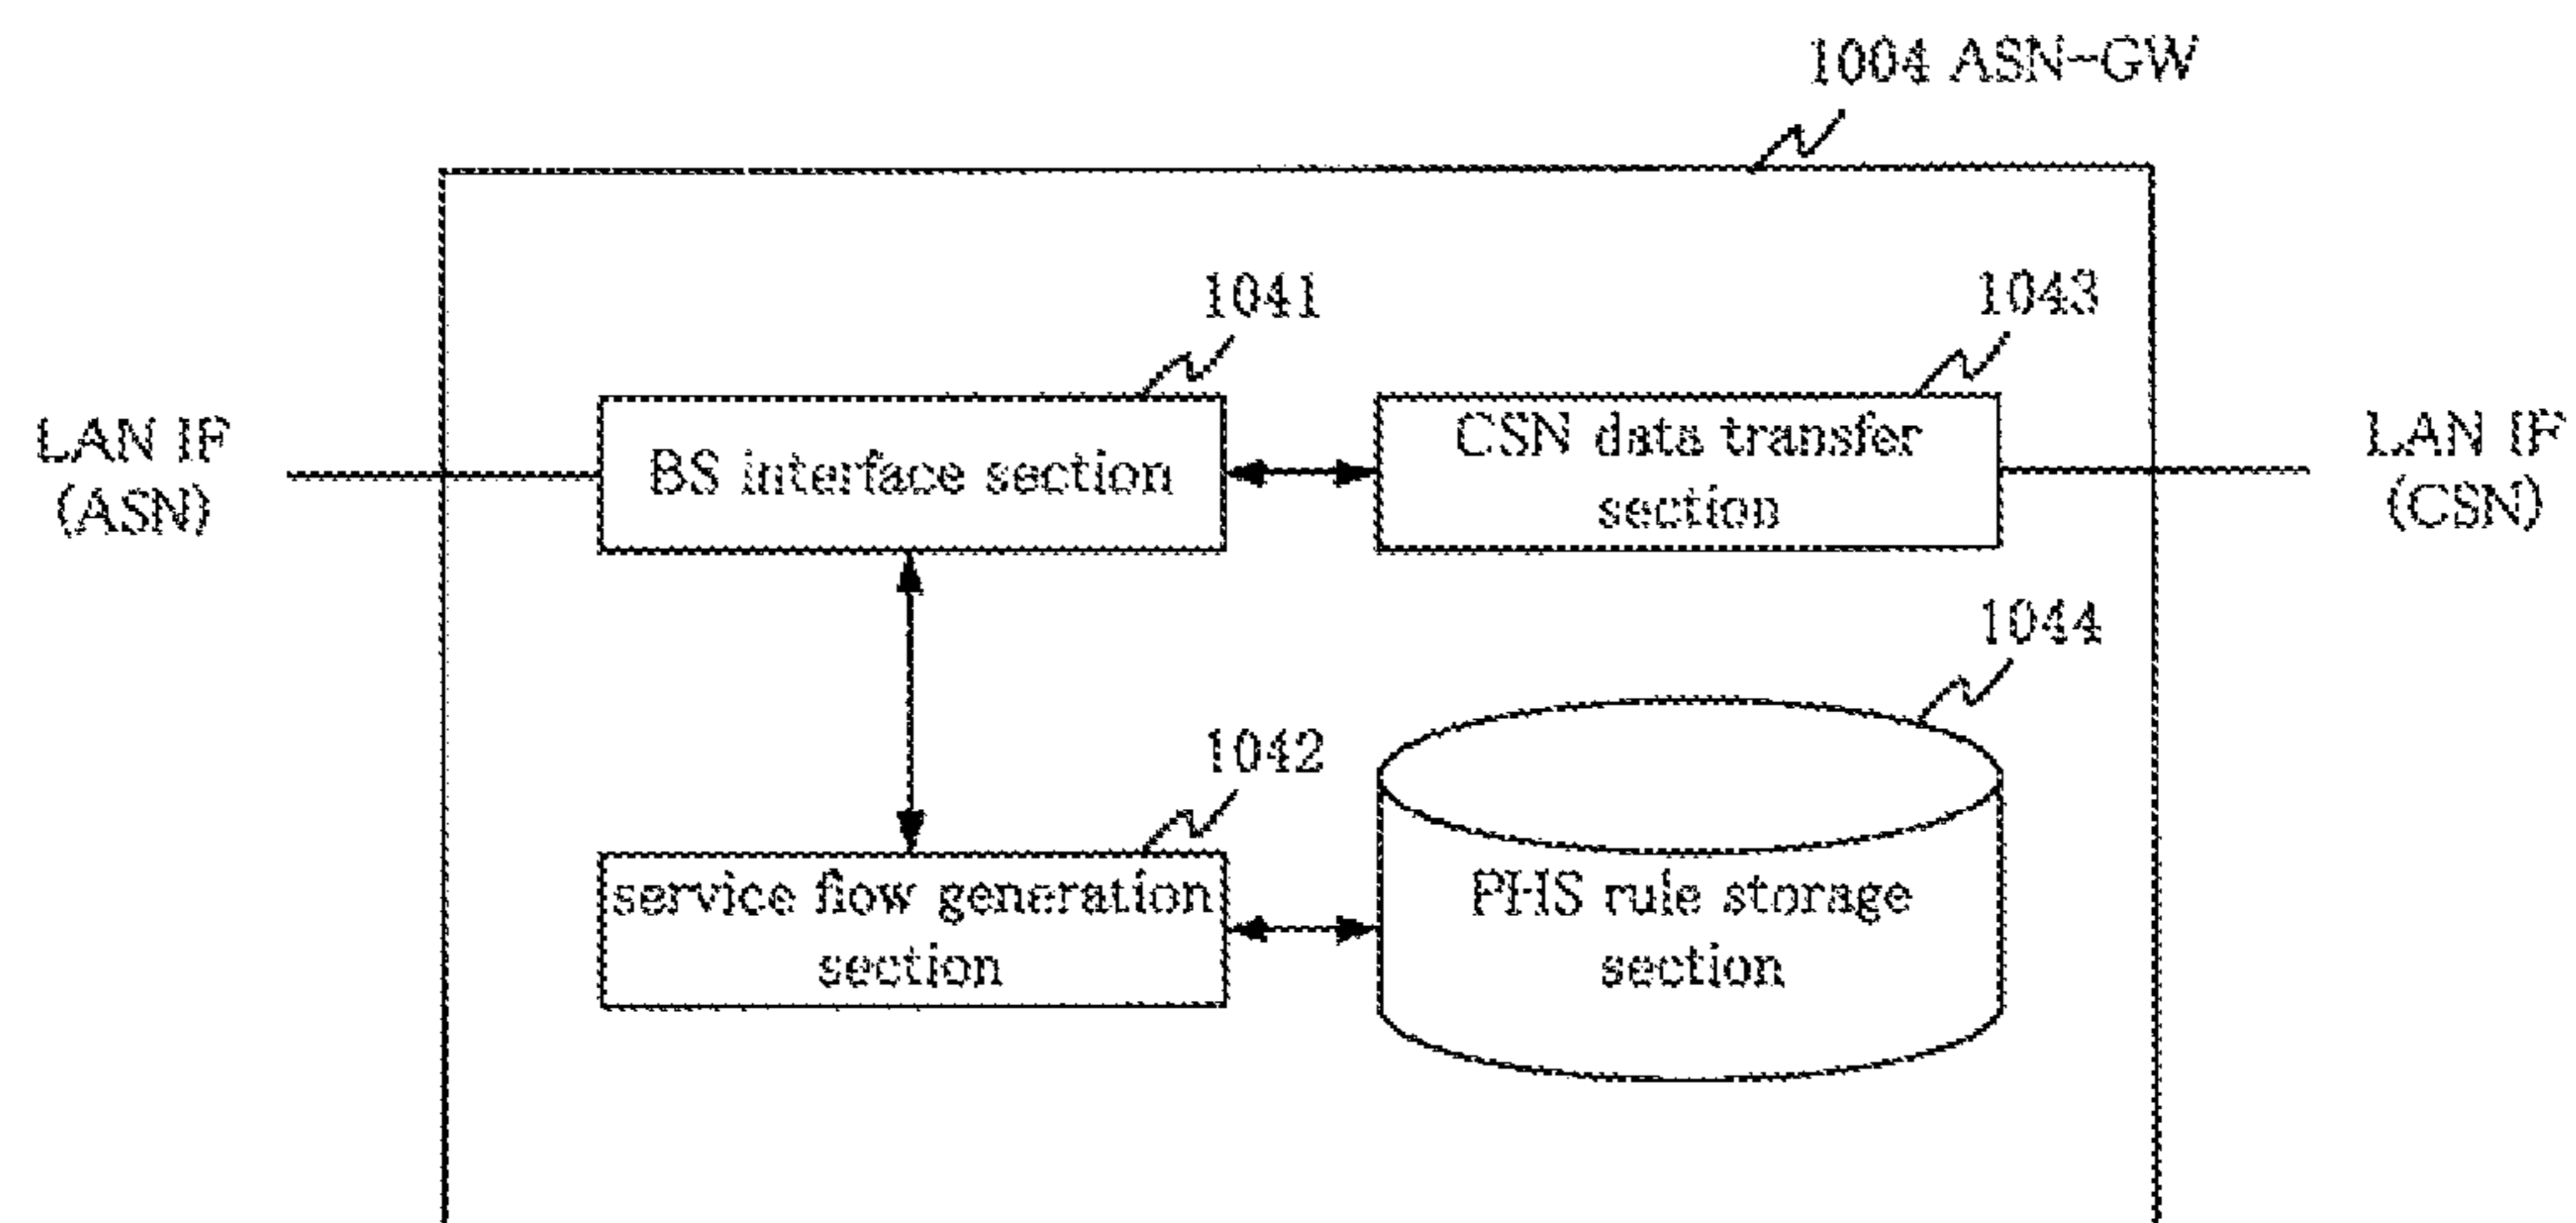 1004 ASN-GW
1041
1043
LAN IF
(ASN)
BS interface section
CSN data transfer
section
LAN IF
(CSN)
1044
1042
service flow generation
section
PHS rule storage
section